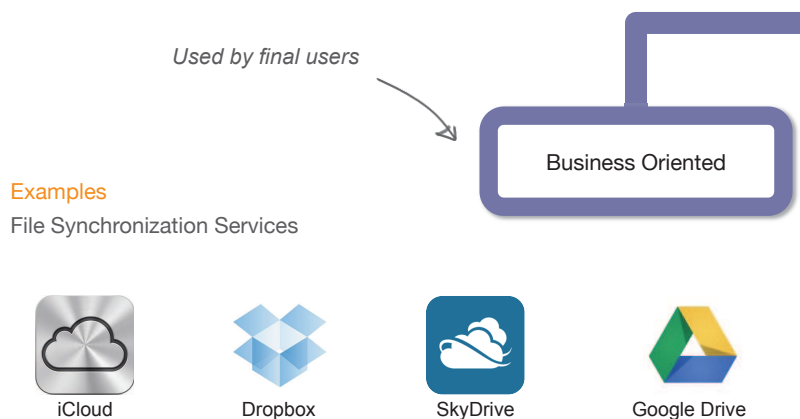 Used by final users
Business Oriented
Examples
File Synchronization Services
iCloud
Dropbox
SkyDrive
Google Drive